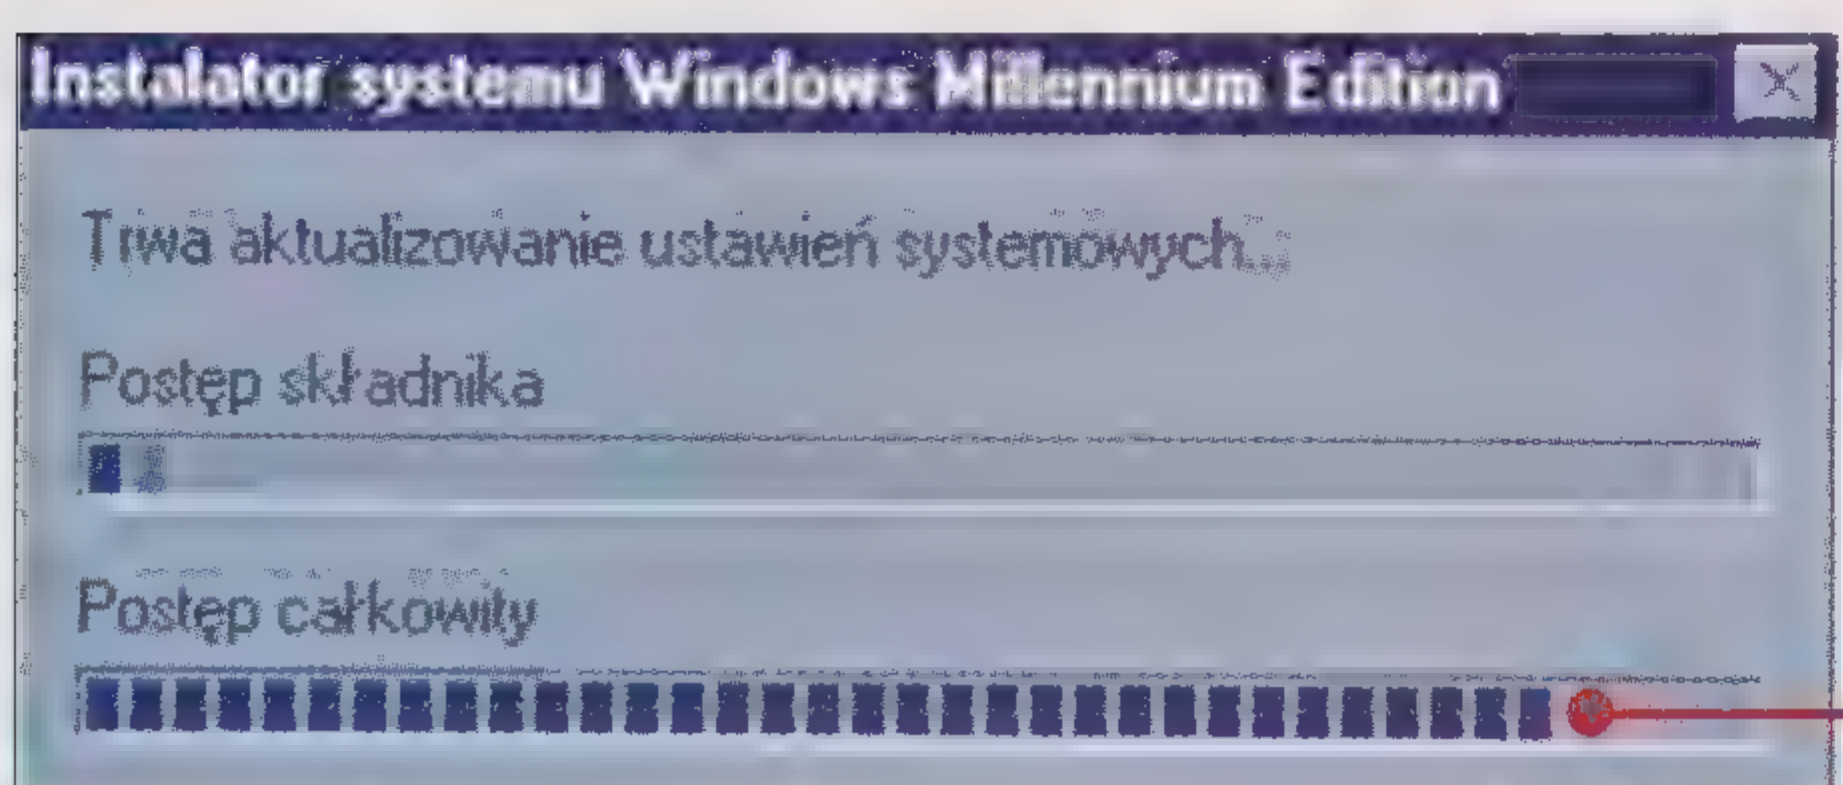 Instalator systemu Windows Millennium Edition
Trwa aktualizowanie ustawień systemowych...
Postęp składnika
Postęp całkowity